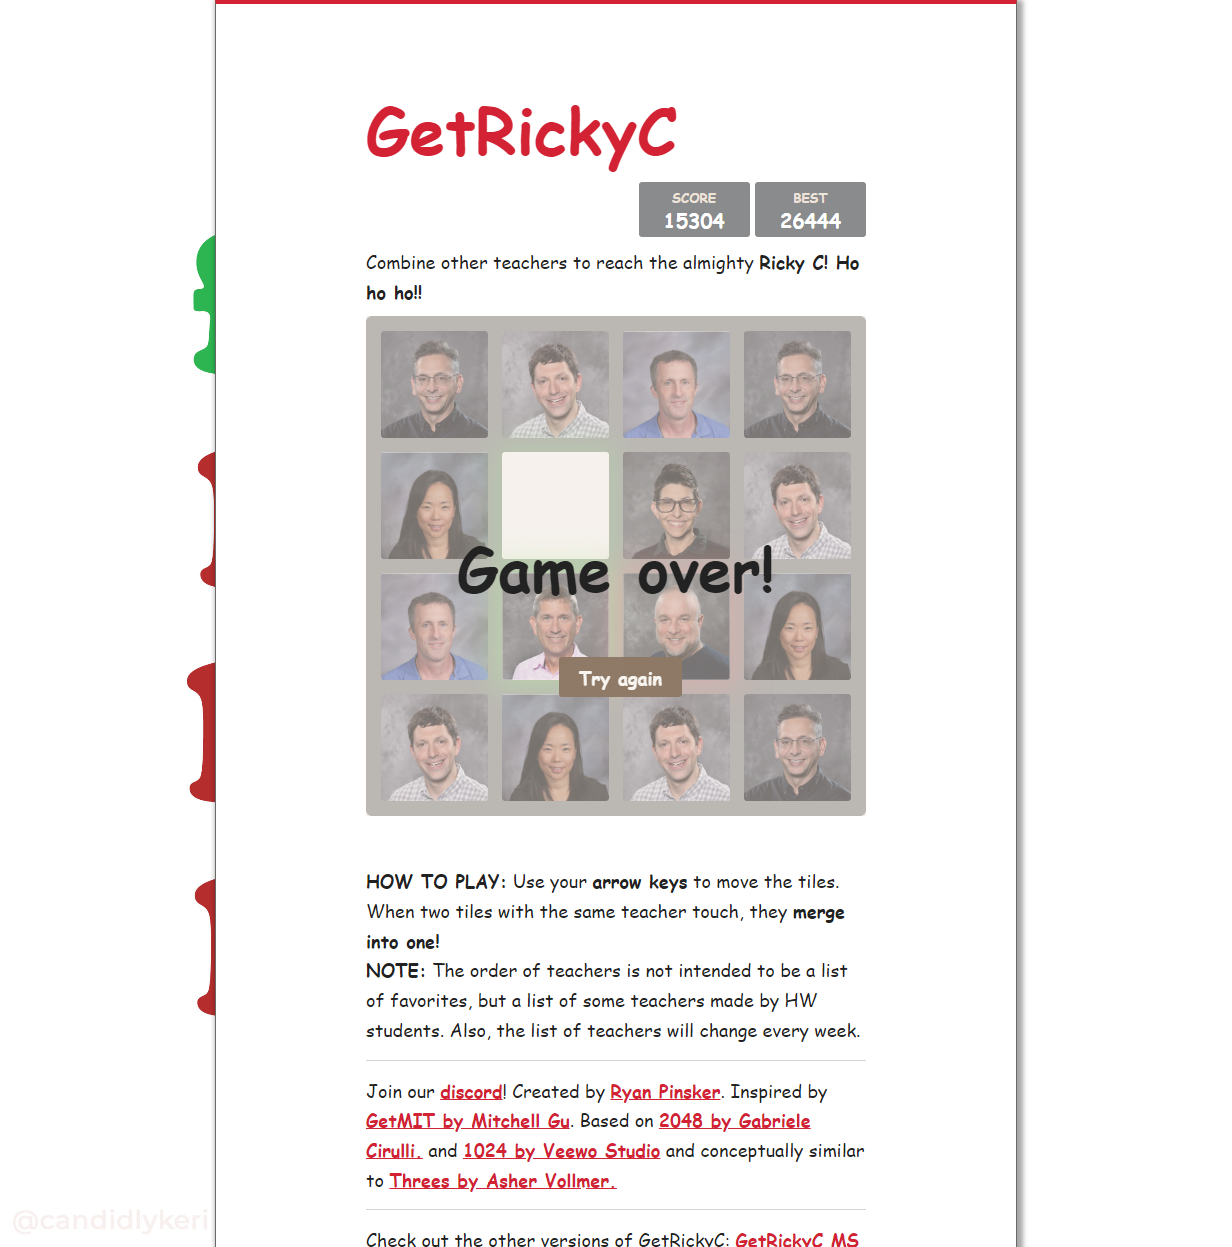 GetRickyC
SCORE
15304
BEST
26444
Combine other teachers to reach the almighty Ricky C! Ho
ho ho!!
Game over!
Try again
HOW TO PLAY: Use your arrow keys to move the tiles.
When two tiles with the same teacher touch, they merge
into one!
NOTE: The order of teachers is not intended to be a list
of favorites, but a list of some teachers made by HW
students. Also, the list of teachers will change every week.
Join our discord! Created by Ryan Pinsker. Inspired by
GetMIT by Mitchell Gu. Based on 2048 by Gabriele
Cirulli. and 1024 by Veewo Studio and conceptually similar
to Threes by Asher Vollmer.
@candidlykeri
Check out the other versions of GetRickyC: GetRickyC MS